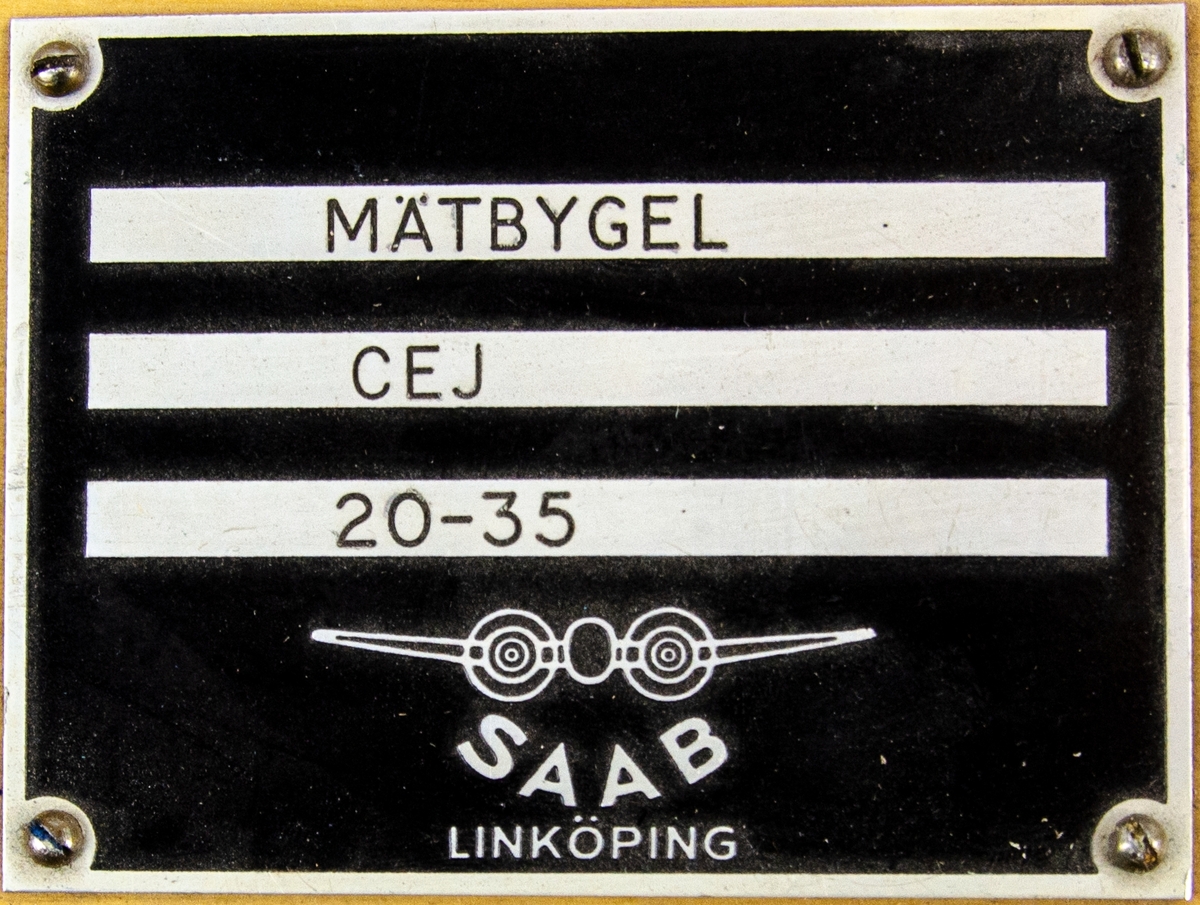 MÄTBYGEL
CEJ
20-35
SAAB
LINKÖPING